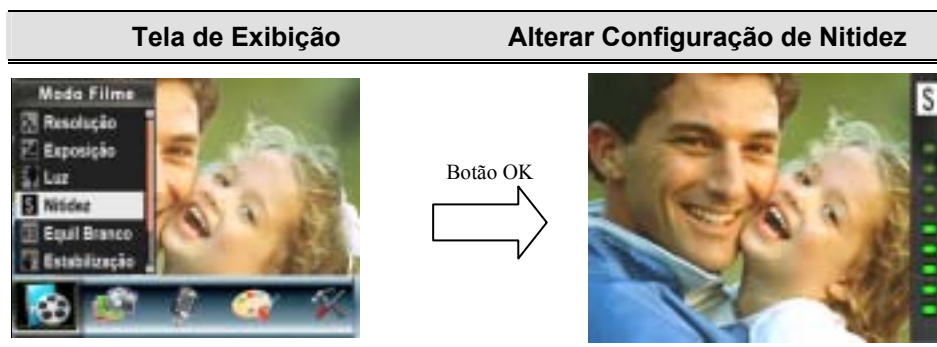 Tela de Exibição
Alterar Configuração de Nitidez
Modo Filme
Resolução
Exposição
Luz
S Nitidez
Equil Branco
Estabilização
Botão OK
S